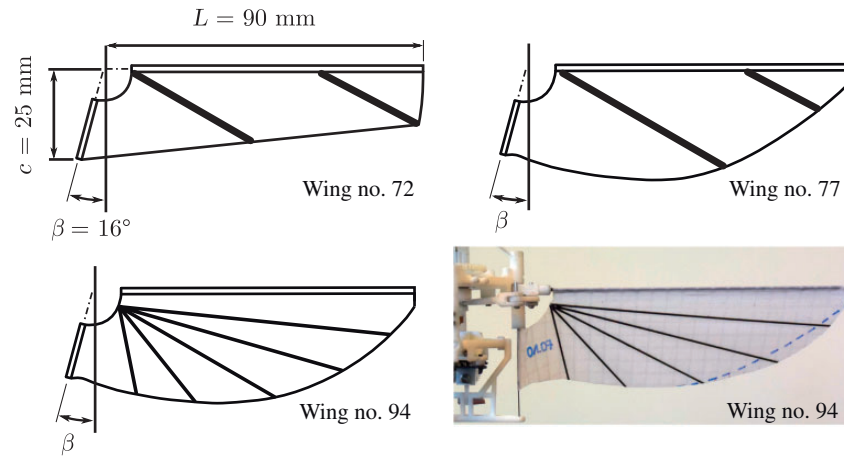 L = 90 mm
c = 25 mm
Wing no. 72
β = 16°
Wing no. 77
β
Wing no. 94
β
Wing no. 94